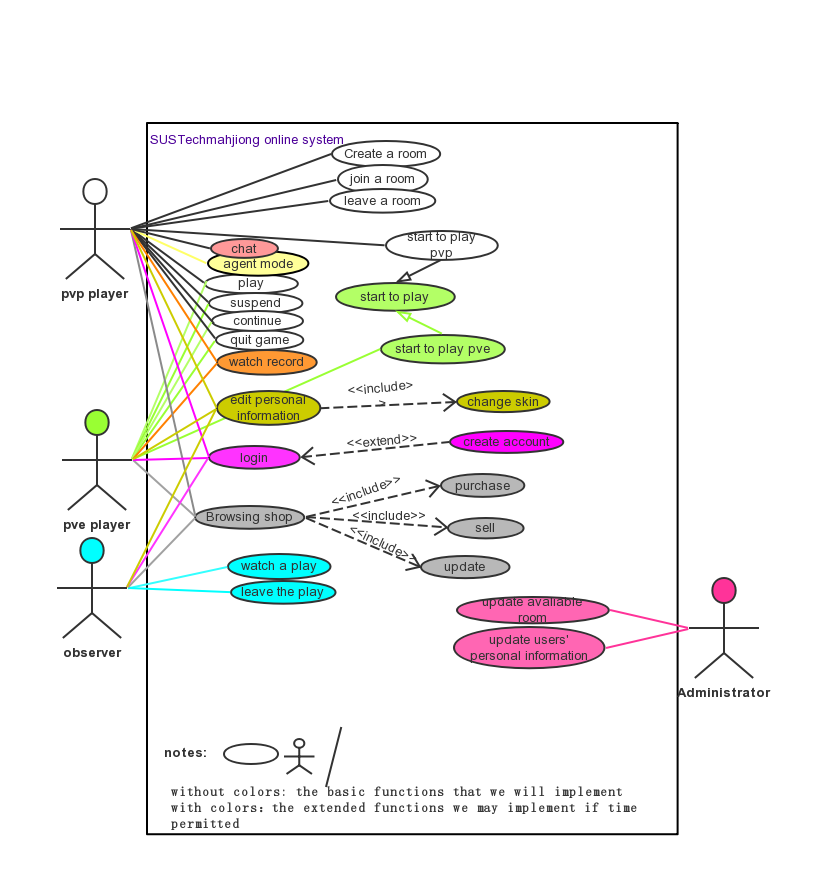 SUSTechmahjiong online system
Create a room
join a room
leave a room
pvp player
start to play
pvp
chat
agent mode
play
suspend
continue
quit game
watch record
start to play
start to play pve
edit personal
information
<<include>
>
change skin
pve player
login
<<extend>>
create account
Browsing shop
<<include>>
purchase
<<include>>
sell
<<include>>
update
observer
watch a play
leave the play
update available
room
update users'
personal information
Administrator
notes:
without colors: the basic functions that we will implement
with colors: the extended functions we may implement if time
permitted